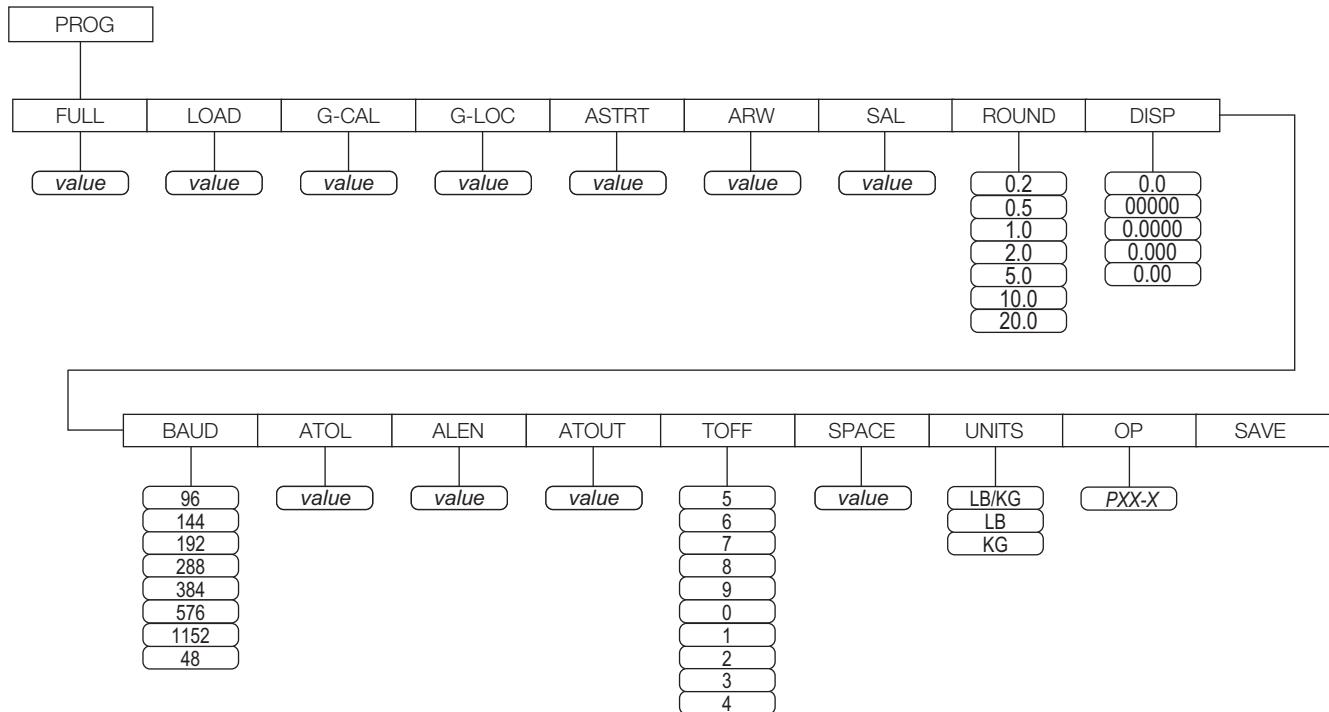 PROG
FULL LOAD G-CAL G-LOC ASTRT ARW SAL ROUND DISP
value value value value value value value 0.2 0.0
0.5 00000
1.0 0.0000
2.0 0.000
5.0 0.00
10.0
20.0
BAUD ATOL ALEN ATOUT TOFF SPACE UNITS OP SAVE
96 value value value 5 value LB/KG PXX-X
144 6 LB
192 7 KG
288 8
384 9
576 0
1152 1
48 2
3
4